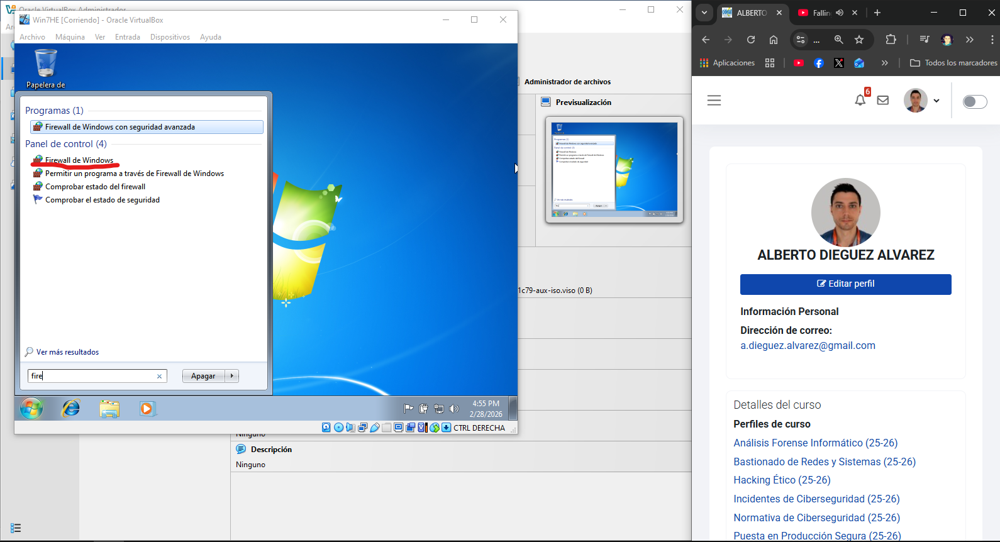 Oracle VirtualBox Administrador
Win7HE [Corriendo] - Oracle VirtualBox
Archivo Máquina Ver Entrada Dispositivos Ayuda
Papelera de
Programas (1)
Firewall de Windows con seguridad avanzada
Panel de control (4)
Firewall de Windows
Permitir un programa a través de Firewall de Windows
Comprobar estado del firewall
Comprobar el estado de seguridad
Ver más resultados
fire
Apagar
4:55 PM
2/28/2026
CTRL DERECHA
Administrador de archivos
Previsualización
1c79-aux-iso.viso (0 B)
Ninguno
Descripción
Ninguno
ALBERTO
Fallin
...
Aplicaciones
Todos los marcadores
6
ALBERTO DIEGUEZ ALVAREZ
Editar perfil
Información Personal
Dirección de correo:
a.dieguez.alvarez@gmail.com
Detalles del curso
Perfiles de curso
Análisis Forense Informático (25-26)
Bastionado de Redes y Sistemas (25-26)
Hacking Ético (25-26)
Incidentes de Ciberseguridad (25-26)
Normativa de Ciberseguridad (25-26)
Puesta en Producción Segura (25-26)